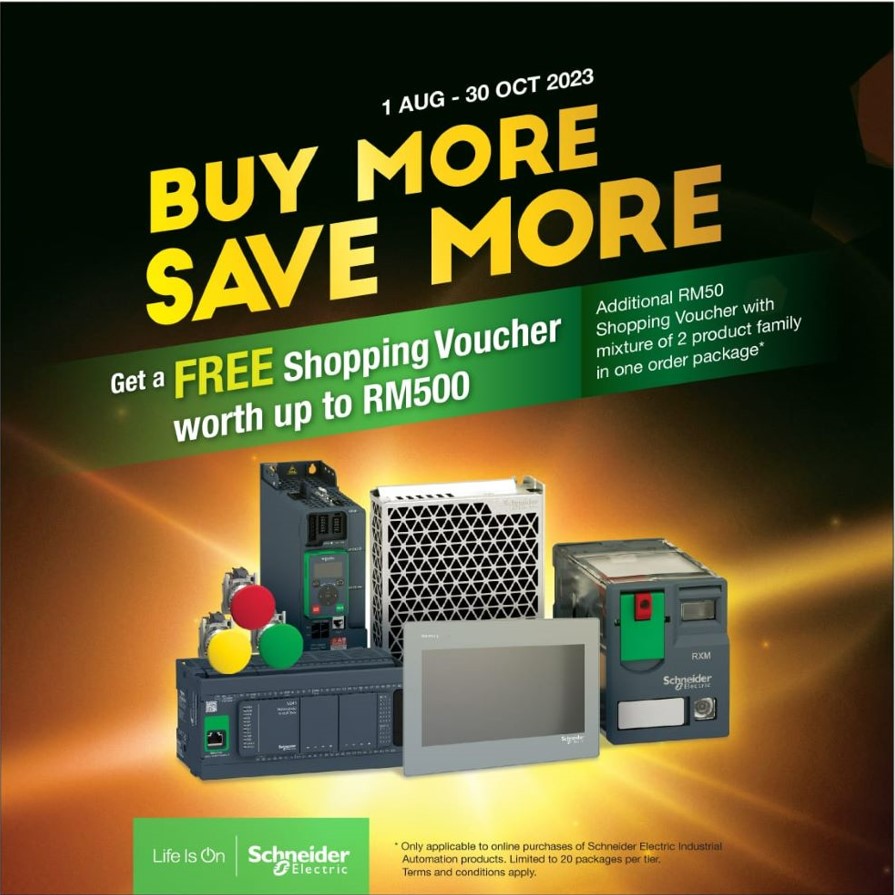 1 AUG - 30 OCT 2023
BUY MORE
SAVE MORE
Get a FREE Shopping Voucher
worth up to RM500
Additional RM50
Shopping Voucher with
mixture of 2 product family
in one order package*
RXM
Schneider
Electric
Schneider
Life Is On
Schneider
Electric
* Only applicable to online purchases of Schneider Electric Industrial
Automation products. Limited to 20 packages per tier.
Terms and conditions apply.